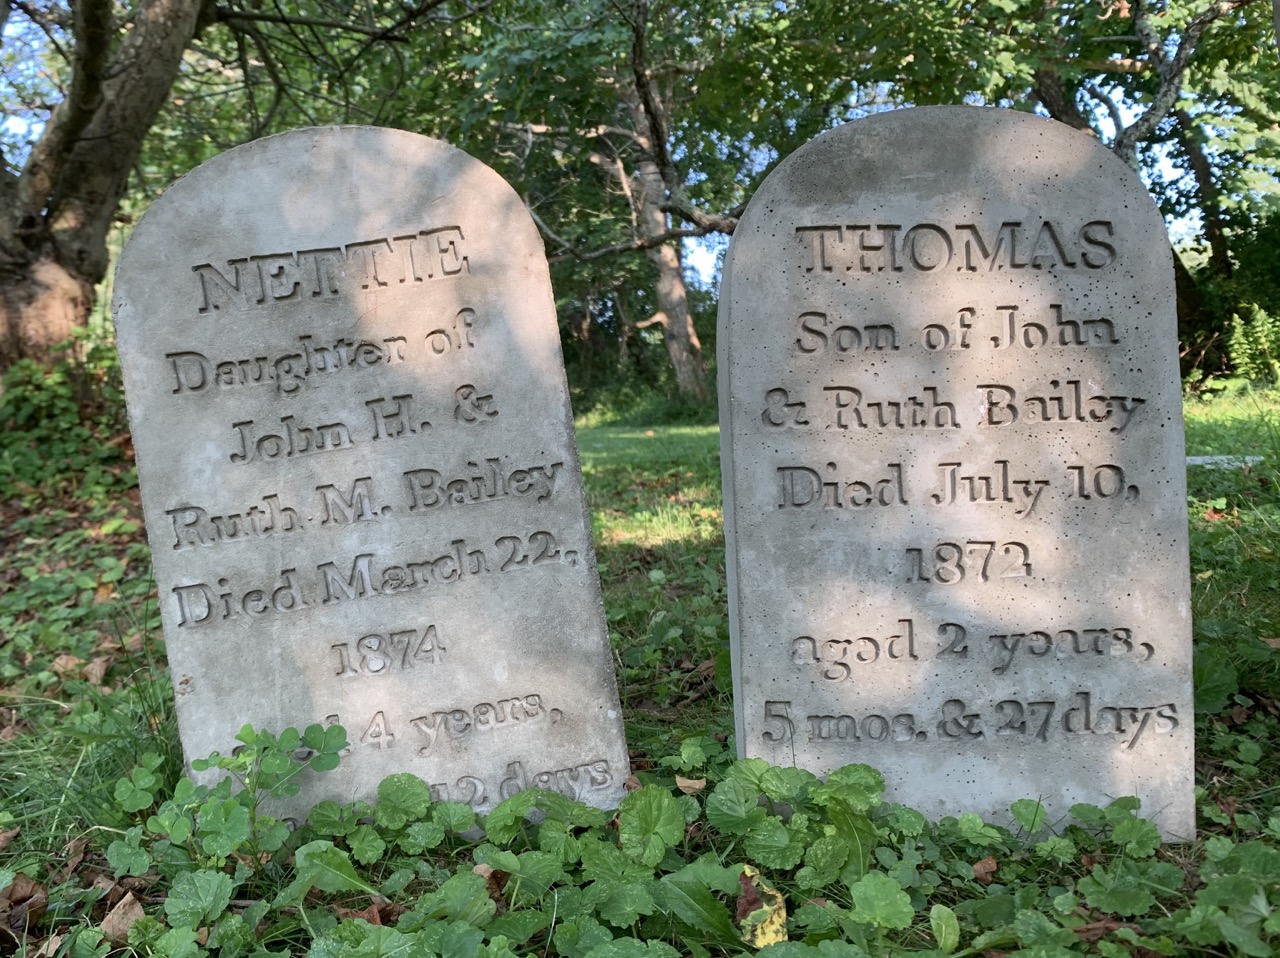 NETTIE
Daughter of
John H. &
Ruth M. Bailey
Died March 22,
1874
4 years,
12 days
THOMAS
Son of John
& Ruth Bailey
Died July 10,
1872
aged 2 years,
5 mos. & 27 days